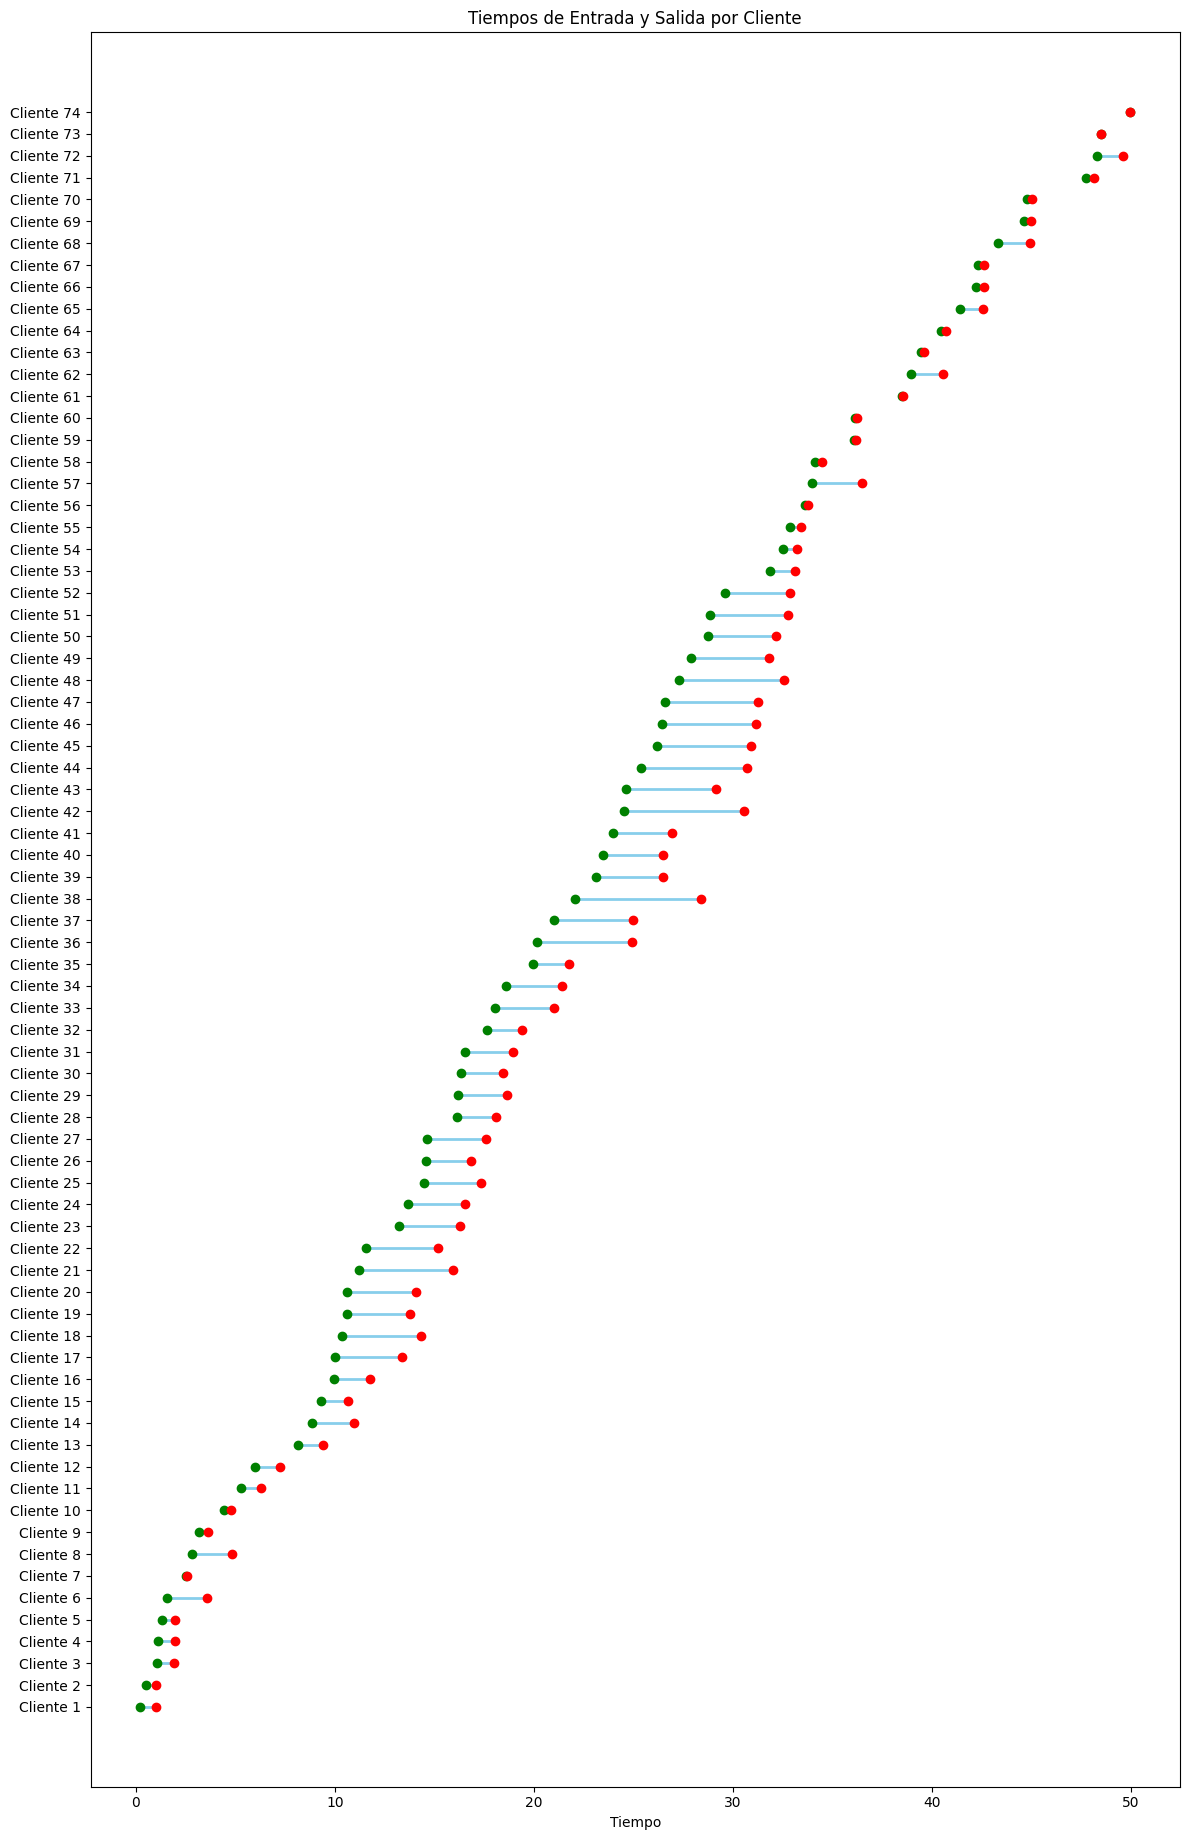 Tiempos de Entrada y Salida por Cliente
Cliente 74
Cliente 73
Cliente 72
Cliente 71
Cliente 70
Cliente 69
Cliente 68
Cliente 67
Cliente 66
Cliente 65
Cliente 64
Cliente 63
Cliente 62
Cliente 61
Cliente 60
Cliente 59
Cliente 58
Cliente 57
Cliente 56
Cliente 55
Cliente 54
Cliente 53
Cliente 52
Cliente 51
Cliente 50
Cliente 49
Cliente 48
Cliente 47
Cliente 46
Cliente 45
Cliente 44
Cliente 43
Cliente 42
Cliente 41
Cliente 40
Cliente 39
Cliente 38
Cliente 37
Cliente 36
Cliente 35
Cliente 34
Cliente 33
Cliente 32
Cliente 31
Cliente 30
Cliente 29
Cliente 28
Cliente 27
Cliente 26
Cliente 25
Cliente 24
Cliente 23
Cliente 22
Cliente 21
Cliente 20
Cliente 19
Cliente 18
Cliente 17
Cliente 16
Cliente 15
Cliente 14
Cliente 13
Cliente 12
Cliente 11
Cliente 10
Cliente 9
Cliente 8
Cliente 7
Cliente 6
Cliente 5
Cliente 4
Cliente 3
Cliente 2
Cliente 1
0 10 20 30 40 50
Tiempo